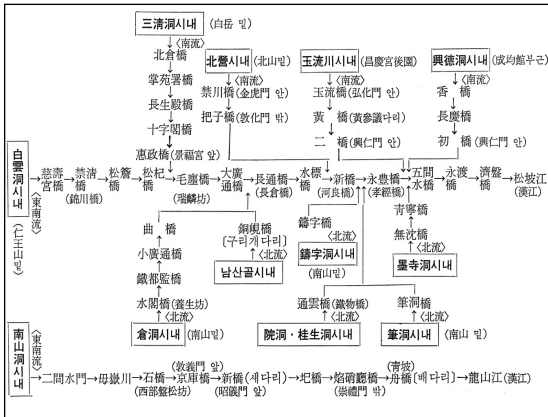 三淸洞시내 (白岳 밑)
〈南流〉
北倉橋
掌苑署橋
長生殿橋
十字閣橋
惠政橋(景福宮 앞)
北營시내 (北山밑)
〈南流〉
禁川橋(金虎門 안)
把子橋(敦化門 밖)
玉流川시내 (昌慶宮後園)
〈南流〉
玉流橋(弘化門 안)
黃 橋(黃參議다리)
二 橋(興仁門 안)
興德洞시내 (成均館부근)
〈南流〉
香 橋
長慶橋
初 橋(興仁門 안)
白雲洞시내
〈東南流〉
(仁王山밑)
慈壽宮橋→禁淸橋(錦川橋)→松簷橋→松杞橋→毛塵橋(瑞麟坊)→大廣通橋→長通橋(長倉橋)→水標橋→新橋(河良橋)→永豊橋(孝經橋)→五間水橋→永渡橋→濟盤橋→松坡江(漢江)
曲 橋
小廣通橋
鐵都監橋
水閣橋(養生坊)
〈北流〉
倉洞시내 (南山밑)
銅峴橋
[구리개다리]
〈北流〉
남산골시내
鑄字橋
〈北流〉
鑄字洞시내
(南山밑)
靑寧橋
無沈橋
〈北流〉
墨寺洞시내
通雲橋(鐵物橋)
〈北流〉
院洞·桂生洞시내
筆洞橋
〈北流〉
筆洞시내 (南山 밑)
南山洞시내
〈東南流〉
二間水門→毋嶽川→石橋(西部盤松坊)→京庫橋(敦義門 앞)→新橋(새다리)(昭儀門 앞)→圯橋→焰硝廳橋(崇禮門 밖)→舟橋[배다리](靑坡)→龍山江(漢江)